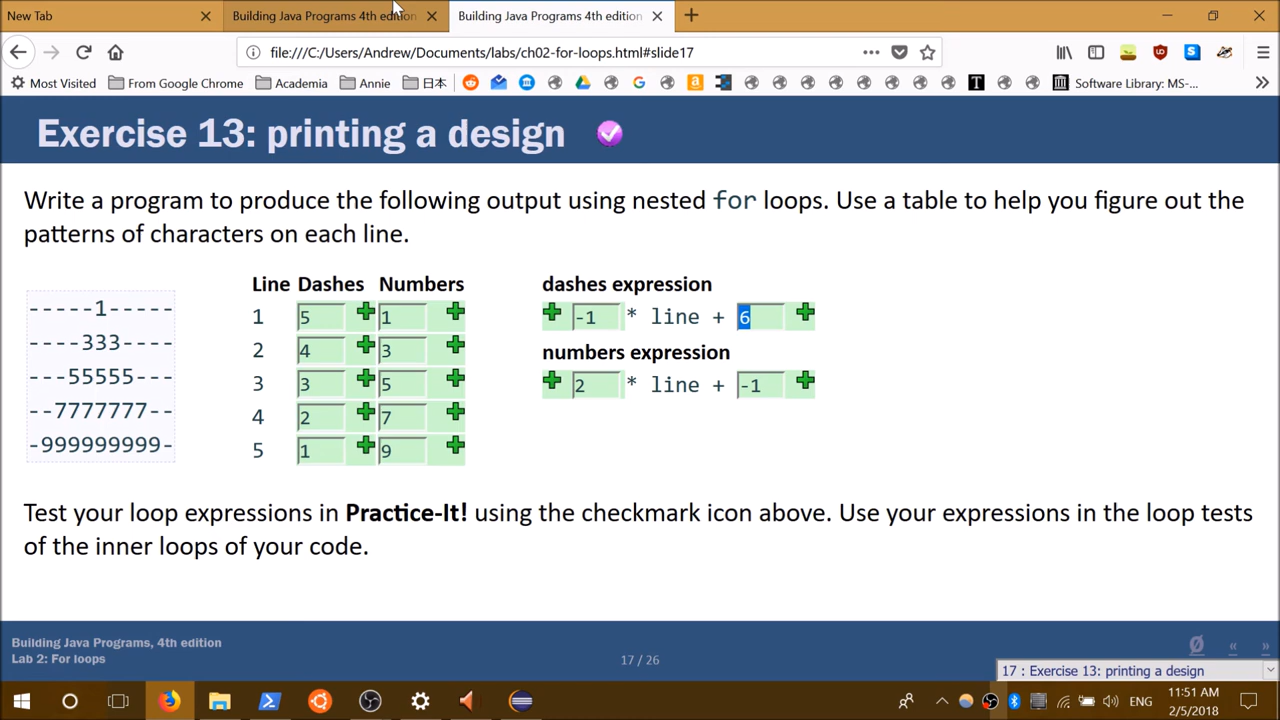 New Tab
Building Java Programs 4th edition
Building Java Programs 4th edition
file:///C:/Users/Andrew/Documents/labs/ch02-for-loops.html#slide17
Most Visited From Google Chrome Academia Annie 日本 Software Library: MS-...
Exercise 13: printing a design
Write a program to produce the following output using nested for loops. Use a table to help you figure out the
patterns of characters on each line.
-----1-----
----333----
---55555---
--7777777--
-999999999-
Line Dashes Numbers
1 5 1
2 4 3
3 3 5
4 2 7
5 1 9
dashes expression
-1 * line + 6
numbers expression
2 * line + -1
Test your loop expressions in Practice-It! using the checkmark icon above. Use your expressions in the loop tests
of the inner loops of your code.
Building Java Programs, 4th edition
Lab 2: For loops
17 / 26
Ø « »
17 : Exercise 13: printing a design
ENG
11:51 AM
2/5/2018